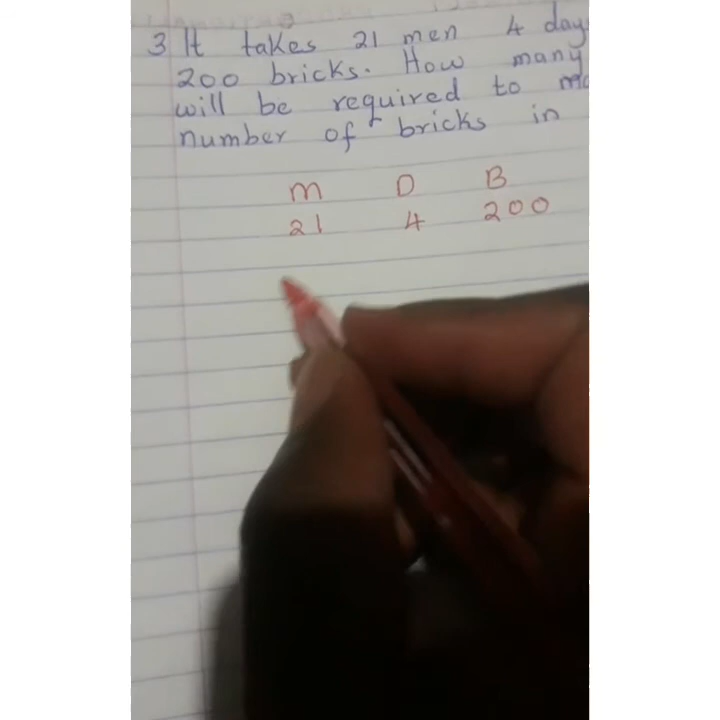 3 It takes 21 men 4 day
200 bricks. How many
will be required to
number of bricks in
M D B
21 4 200